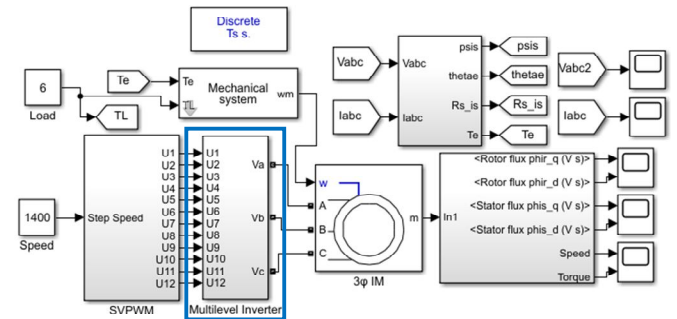 Discrete
Ts s.
6
Load
Te
TL
Te
TL
Mechanical
system
wm
Vabc
Iabc
Vabc
Iabc
psis
thetae
Rs_is
Te
psis
thetae
Rs_is
Te
Vabc2
Iabc
1400
Speed
Step Speed
U1
U2
U3
U4
U5
U6
U7
U8
U9
U10
U11
U12
SVPWM
U1
U2
U3
U4
U5
U6
U7
U8
U9
U10
U11
U12
Va
Vb
Vc
Multilevel Inverter
w
A
B
C
m
3φ IM
In1
<Rotor flux phir_q (V s)>
<Rotor flux phir_d (V s)>
<Stator flux phis_q (V s)>
<Stator flux phis_d (V s)>
Speed
Torque